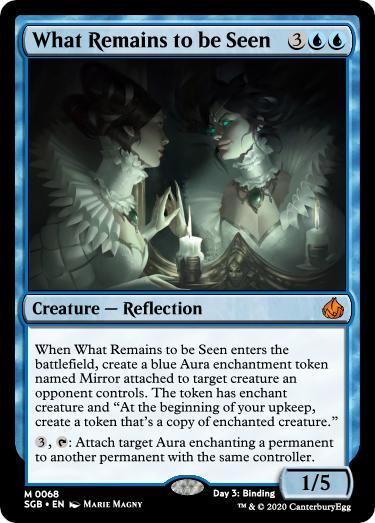 What Remains to be Seen 3
Creature — Reflection
When What Remains to be Seen enters the
battlefield, create a blue Aura enchantment token
named Mirror attached to target creature an
opponent controls. The token has enchant
creature and “At the beginning of your upkeep,
create a token that’s a copy of enchanted creature.”
3, : Attach target Aura enchanting a permanent
to another permanent with the same controller.
1/5
M 0068
Day 3: Binding
SGB • EN Marie Magny
™ & © 2020 CanterburyEgg